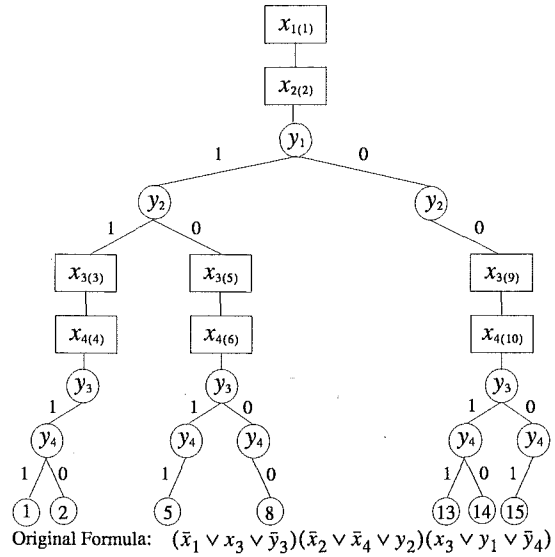 x₁₍₁₎
x₂₍₂₎
y₁
1 0
y₂ y₂
1 0 0
x₃₍₃₎ x₃₍₅₎ x₃₍₉₎
x₄₍₄₎ x₄₍₆₎ x₄₍₁₀₎
y₃ y₃ y₃
1 1 0 1 0
y₄ y₄ y₄ y₄ y₄
1 0 1 0 1 0 1
1 2 5 8 13 14 15
Original Formula: (x̄₁ ∨ x₃ ∨ ȳ₃)(x̄₂ ∨ x̄₄ ∨ y₂)(x₃ ∨ y₁ ∨ ȳ₄)